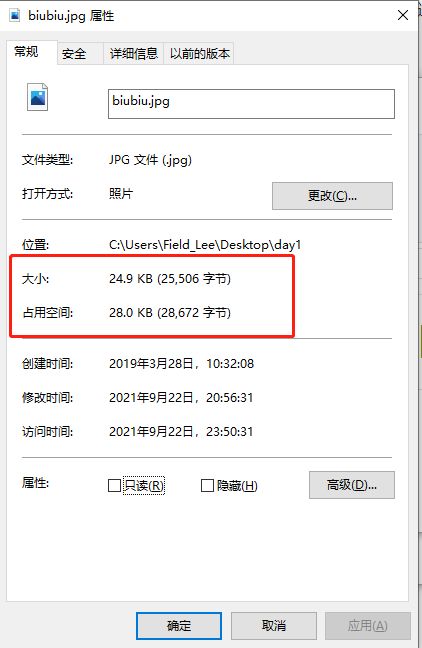 biubiu.jpg 属性
常规 安全 详细信息 以前的版本
biubiu.jpg
文件类型: JPG 文件 (.jpg)
打开方式: 照片 更改(C)...
位置: C:\Users\Field_Lee\Desktop\day1
大小: 24.9 KB (25,506 字节)
占用空间: 28.0 KB (28,672 字节)
创建时间: 2019年3月28日，10:32:08
修改时间: 2021年9月22日，20:56:31
访问时间: 2021年9月22日，23:50:31
属性: 只读(R) 隐藏(H) 高级(D)...
确定 取消 应用(A)